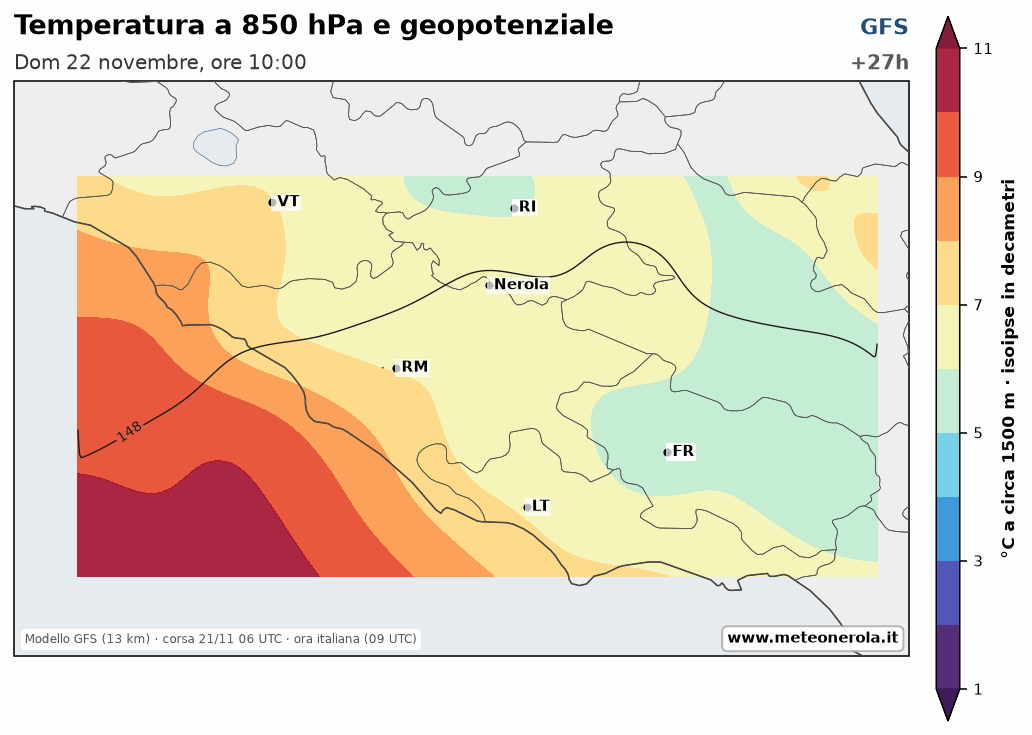 Temperatura a 850 hPa e geopotenziale
GFS
Dom 22 novembre, ore 10:00
+27h
VT
RI
Nerola
RM
148
FR
LT
Modello GFS (13 km) · corsa 21/11 06 UTC · ora italiana (09 UTC)
www.meteonerola.it
11
9
7
5
3
1
°C a circa 1500 m · isoipse in decametri